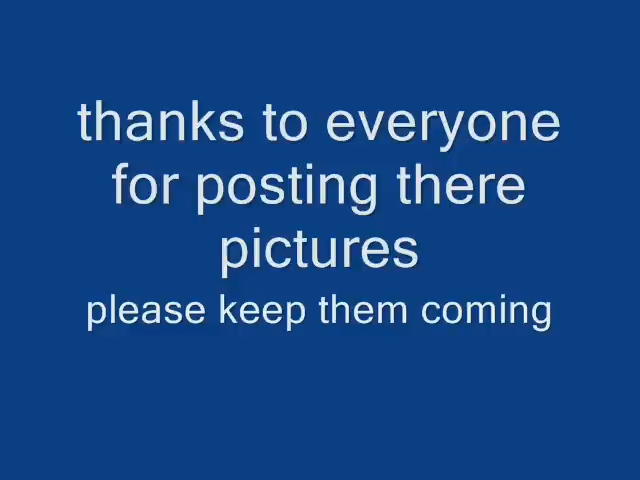 thanks to everyone
for posting there
pictures
please keep them coming